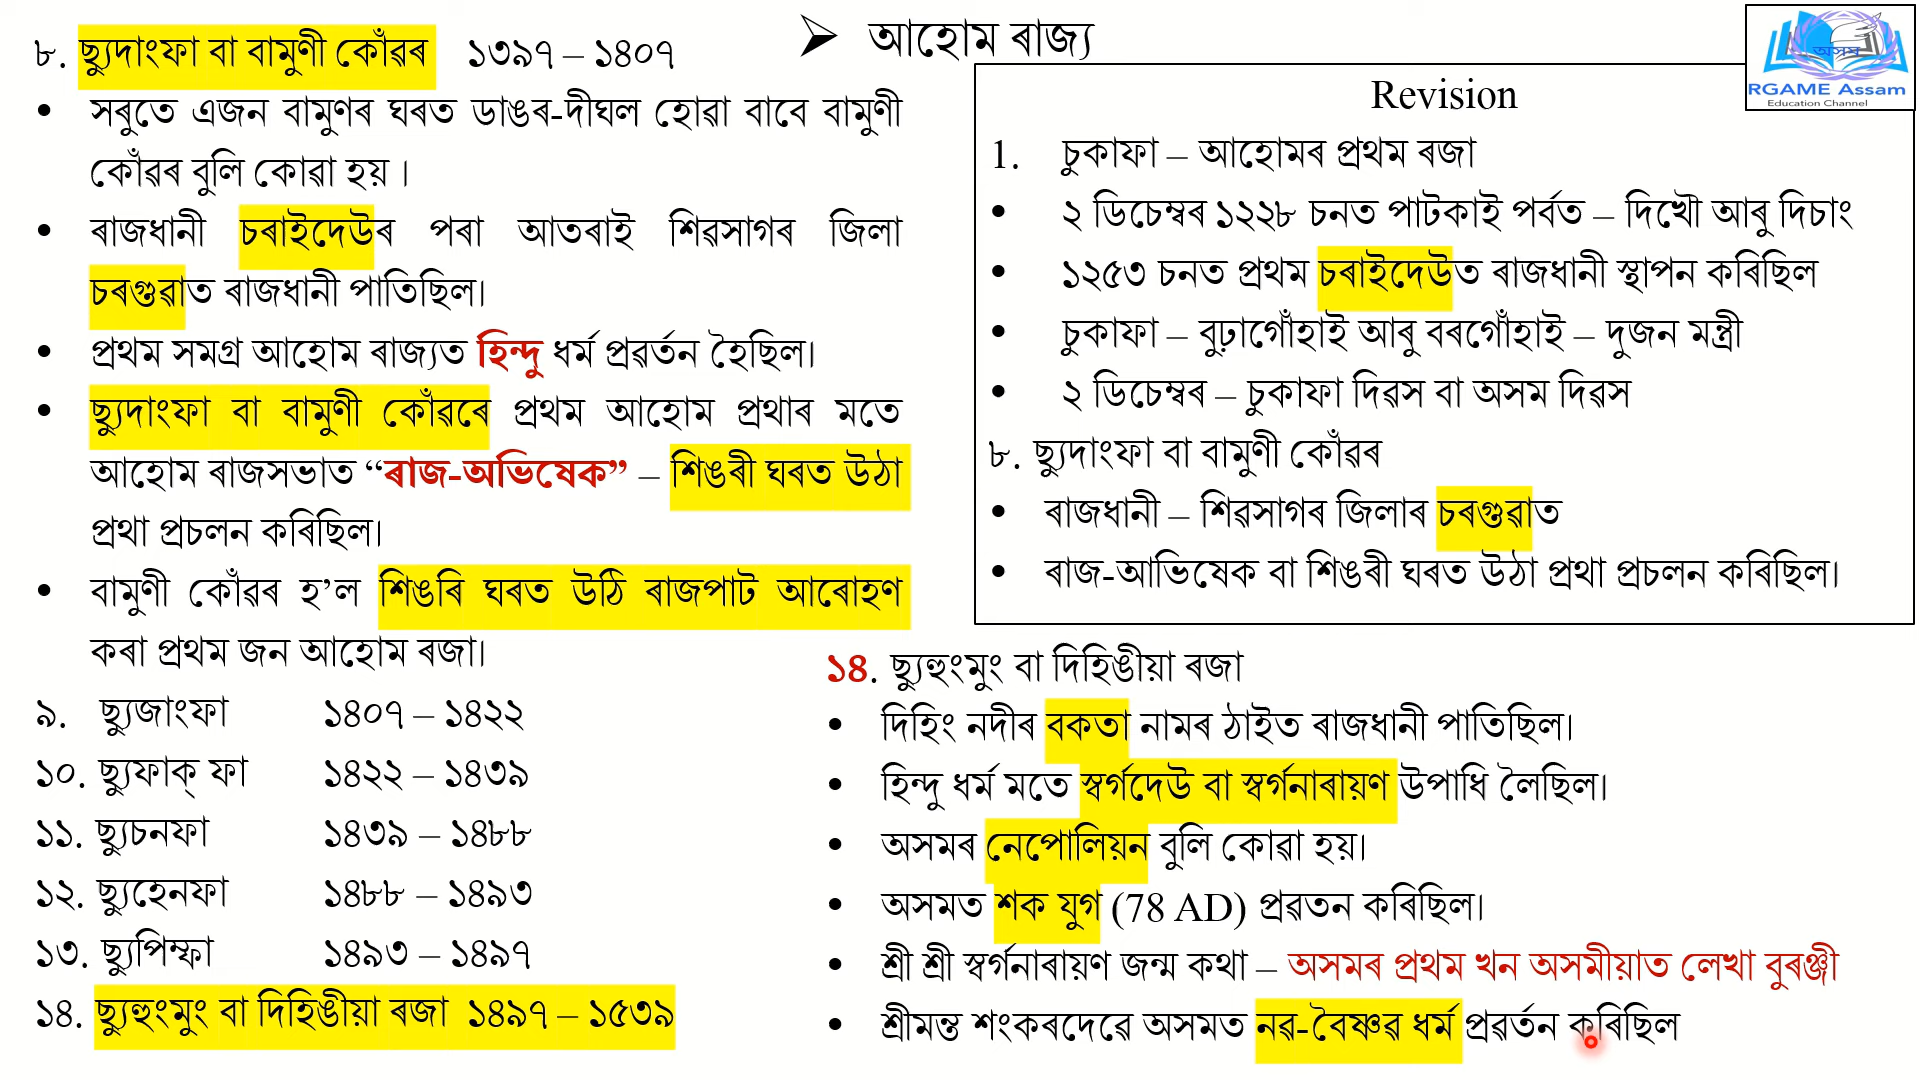 ➢ আহোম ৰাজ্য
৮. ছ্যুদাংফা বা বামুণী কোঁৱৰ ১৩৯৭ – ১৪০৭
• সৰুতে এজন বামুণৰ ঘৰত ডাঙৰ-দীঘল হোৱা বাবে বামুণী
কোঁৱৰ বুলি কোৱা হয়।
• ৰাজধানী চৰাইদেউৰ পৰা আতৰাই শিৱসাগৰ জিলা
চৰগুৱাত ৰাজধানী পাতিছিল।
• প্ৰথম সমগ্ৰ আহোম ৰাজ্যত হিন্দু ধৰ্ম প্ৰৱৰ্তন হৈছিল।
• ছ্যুদাংফা বা বামুণী কোঁৱৰে প্ৰথম আহোম প্ৰথাৰ মতে
আহোম ৰাজসভাত “ৰাজ-অভিষেক” – শিঙৰী ঘৰত উঠা
প্ৰথা প্ৰচলন কৰিছিল।
• বামুণী কোঁৱৰ হ’ল শিঙৰি ঘৰত উঠি ৰাজপাট আৰোহণ
কৰা প্ৰথম জন আহোম ৰজা।
৯. ছ্যুজাংফা ১৪০৭ – ১৪২২
১০. ছ্যুফাক্ ফা ১৪২২ – ১৪৩৯
১১. ছ্যুচনফা ১৪৩৯ – ১৪৮৮
১২. ছ্যুহেনফা ১৪৮৮ – ১৪৯৩
১৩. ছ্যুপিম্ফা ১৪৯৩ – ১৪৯৭
১৪. ছ্যুহুংমুং বা দিহিঙীয়া ৰজা ১৪৯৭ – ১৫৩৯
অসম
RGAME Assam
Education Channel
Revision
1. চুকাফা – আহোমৰ প্ৰথম ৰজা
• ২ ডিচেম্বৰ ১২২৮ চনত পাটকাই পৰ্বত – দিখৌ আৰু দিচাং
• ১২৫৩ চনত প্ৰথম চৰাইদেউত ৰাজধানী স্থাপন কৰিছিল
• চুকাফা – বুঢ়াগোঁহাই আৰু বৰগোঁহাই – দুজন মন্ত্ৰী
• ২ ডিচেম্বৰ – চুকাফা দিৱস বা অসম দিৱস
৮. ছ্যুদাংফা বা বামুণী কোঁৱৰ
• ৰাজধানী – শিৱসাগৰ জিলাৰ চৰগুৱাত
• ৰাজ-আভিষেক বা শিঙৰী ঘৰত উঠা প্ৰথা প্ৰচলন কৰিছিল।
১৪. ছ্যুহুংমুং বা দিহিঙীয়া ৰজা
• দিহিং নদীৰ বকতা নামৰ ঠাইত ৰাজধানী পাতিছিল।
• হিন্দু ধৰ্ম মতে স্বৰ্গদেউ বা স্বৰ্গনাৰায়ণ উপাধি লৈছিল।
• অসমৰ নেপোলিয়ন বুলি কোৱা হয়।
• অসমত শক যুগ (78 AD) প্ৰৱতন কৰিছিল।
• শ্ৰী শ্ৰী স্বৰ্গনাৰায়ণ জন্ম কথা – অসমৰ প্ৰথম খন অসমীয়াত লেখা বুৰঞ্জী
• শ্ৰীমন্ত শংকৰদেৱে অসমত নৱ-বৈষ্ণৱ ধৰ্ম প্ৰৱৰ্তন কৰিছিল